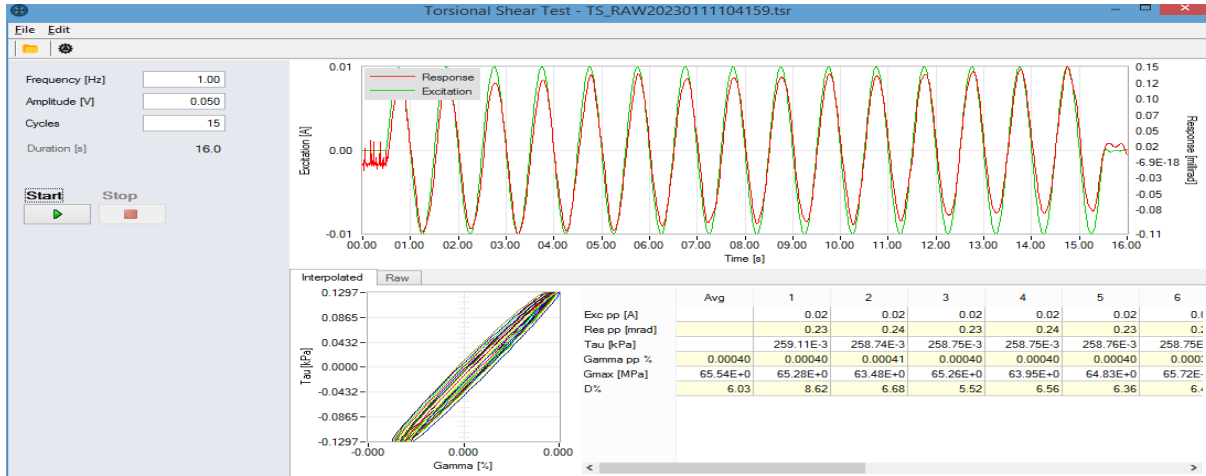 Torsional Shear Test - TS_RAW20230111104159.tsr
File Edit
Frequency [Hz] 1.00
Amplitude [V] 0.050
Cycles 15
Duration [s] 16.0
Start Stop
Response
Excitation
Excitation [A]
0.01
0.00
-0.01
Response [millirad]
0.15
0.12
0.10
0.07
0.05
0.02
-6.9E-18
-0.03
-0.05
-0.08
-0.11
00.00 01.00 02.00 03.00 04.00 05.00 06.00 07.00 08.00 09.00 10.00 11.00 12.00 13.00 14.00 15.00 16.00
Time [s]
Interpolated Raw
Tau [kPa]
0.1297
0.0865
0.0432
0.0000
-0.0432
-0.0865
-0.1297
-0.000 0.000 0.000
Gamma [%]
Avg 1 2 3 4 5 6
Exc pp [A] 0.02 0.02 0.02 0.02 0.02
Res pp [mrad] 0.23 0.24 0.23 0.24 0.23
Tau [kPa] 259.11E-3 258.74E-3 258.75E-3 258.75E-3 258.76E-3 258.75E
Gamma pp % 0.00040 0.00040 0.00041 0.00040 0.00040 0.00040
Gmax [MPa] 65.54E+0 65.28E+0 63.48E+0 65.26E+0 63.95E+0 64.83E+0 65.72E
D% 6.03 8.62 6.68 5.52 6.56 6.36